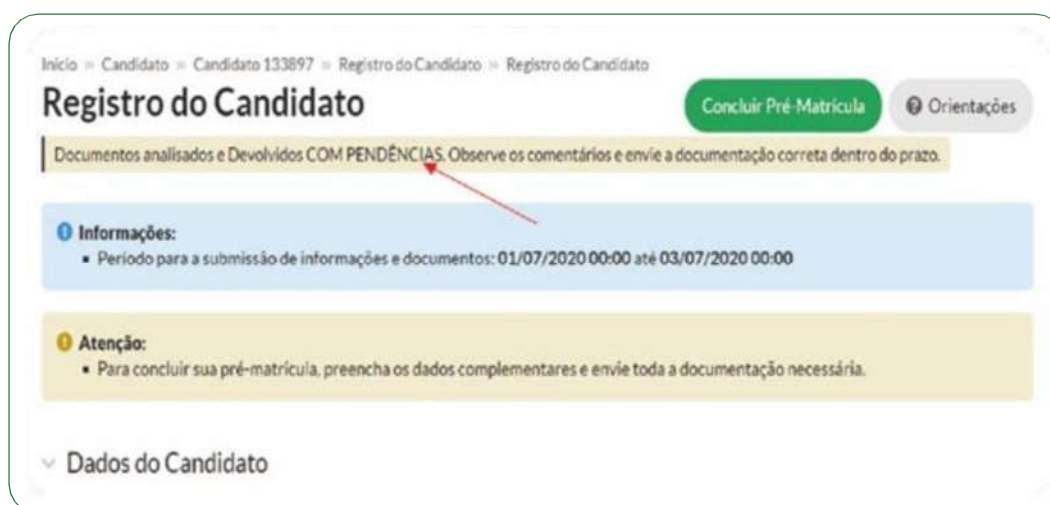 Início » Candidato » Candidato 133897 » Registro do Candidato » Registro do Candidato
Registro do Candidato
Concluir Pré-Matrícula
Orientações
Documentos analisados e Devolvidos COM PENDÊNCIAS. Observe os comentários e envie a documentação correta dentro do prazo.
Informações:
▪ Período para a submissão de informações e documentos: 01/07/2020 00:00 até 03/07/2020 00:00
Atenção:
▪ Para concluir sua pré-matrícula, preencha os dados complementares e envie toda a documentação necessária.
Dados do Candidato